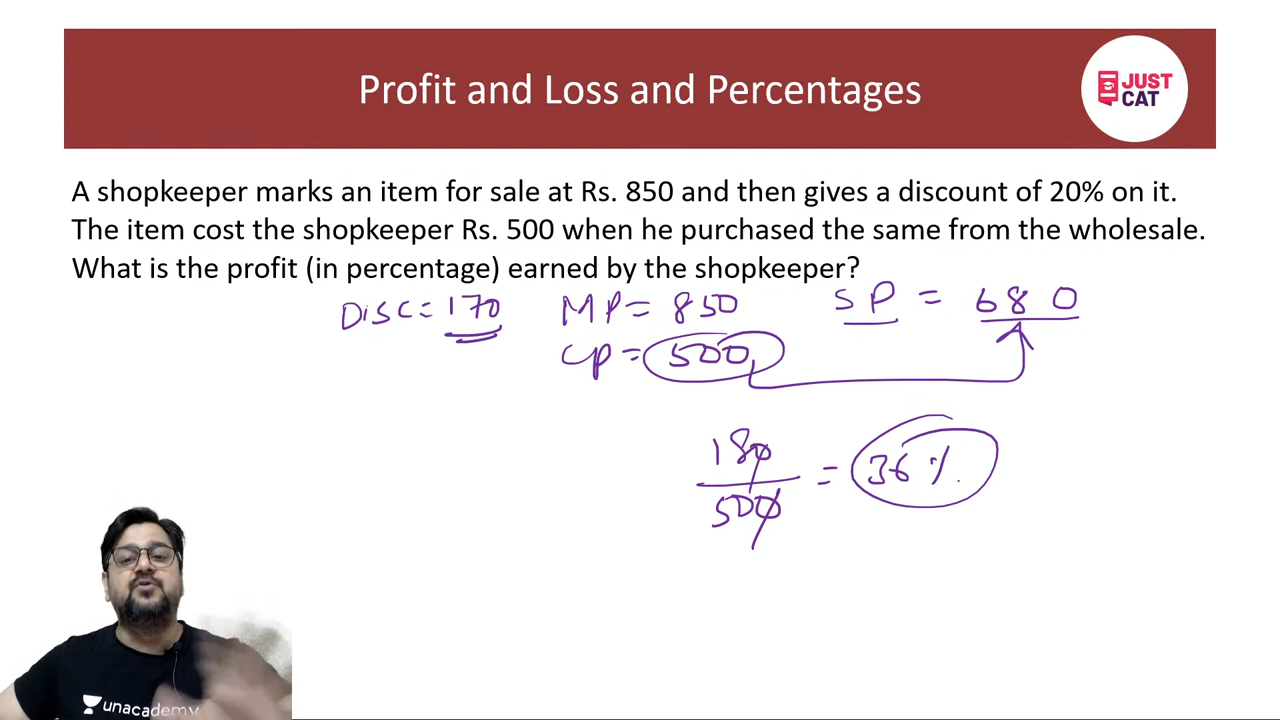 Profit and Loss and Percentages
JUST
CAT
A shopkeeper marks an item for sale at Rs. 850 and then gives a discount of 20% on it.
The item cost the shopkeeper Rs. 500 when he purchased the same from the wholesale.
What is the profit (in percentage) earned by the shopkeeper?
DISC = 170 MP = 850 SP = 680
CP = 500
180
500
= 36 %
unacademy